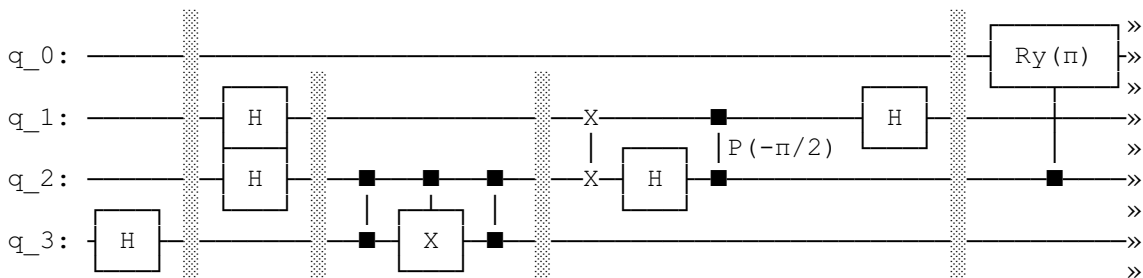 »
q_0: Ry(π) »
»
q_1: H X H »
P(-π/2) »
q_2: H X H »
»
q_3: H X »
»